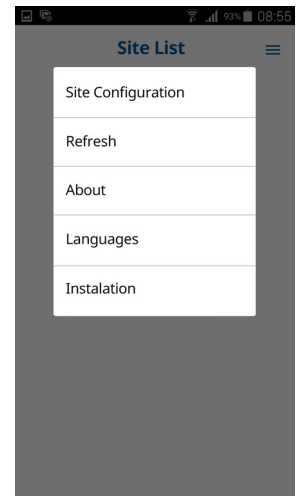 93% 08:55
Site List
Site Configuration
Refresh
About
Languages
Instalation